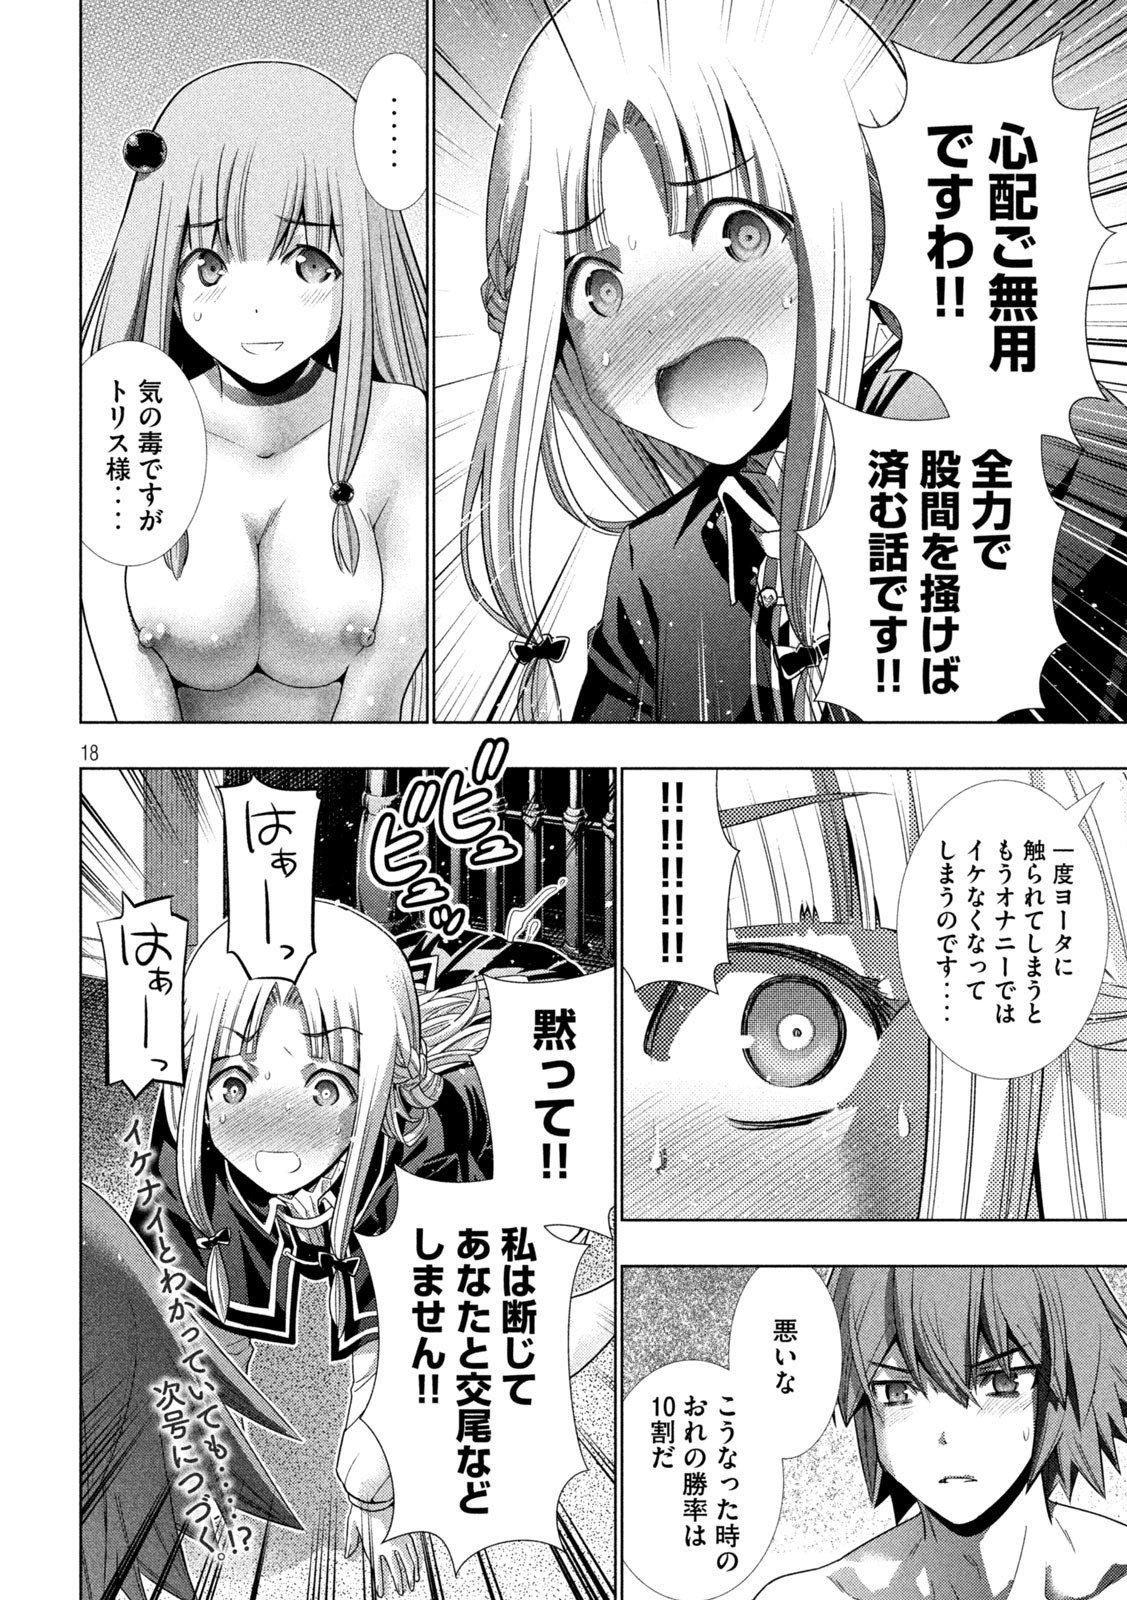 心配ご無用
ですわ!!
全力で
股間を掻けば
済む話です!!
‥‥‥
気の毒ですが
トリス様‥‥
18
一度ヨータに
触られてしまうと
もうオナニーでは
イケなくなって
しまうのです‥‥
!!!!!!!!!!!!
悪いな
こうなった時の
おれの勝率は
10割だ
ビュ
ビュッ
はぁーっ
はぁーっ
黙って!!
私は断じて
あなたと交尾など
しません!!
イケナイとわかっていても‥‥!?
次号につづく。